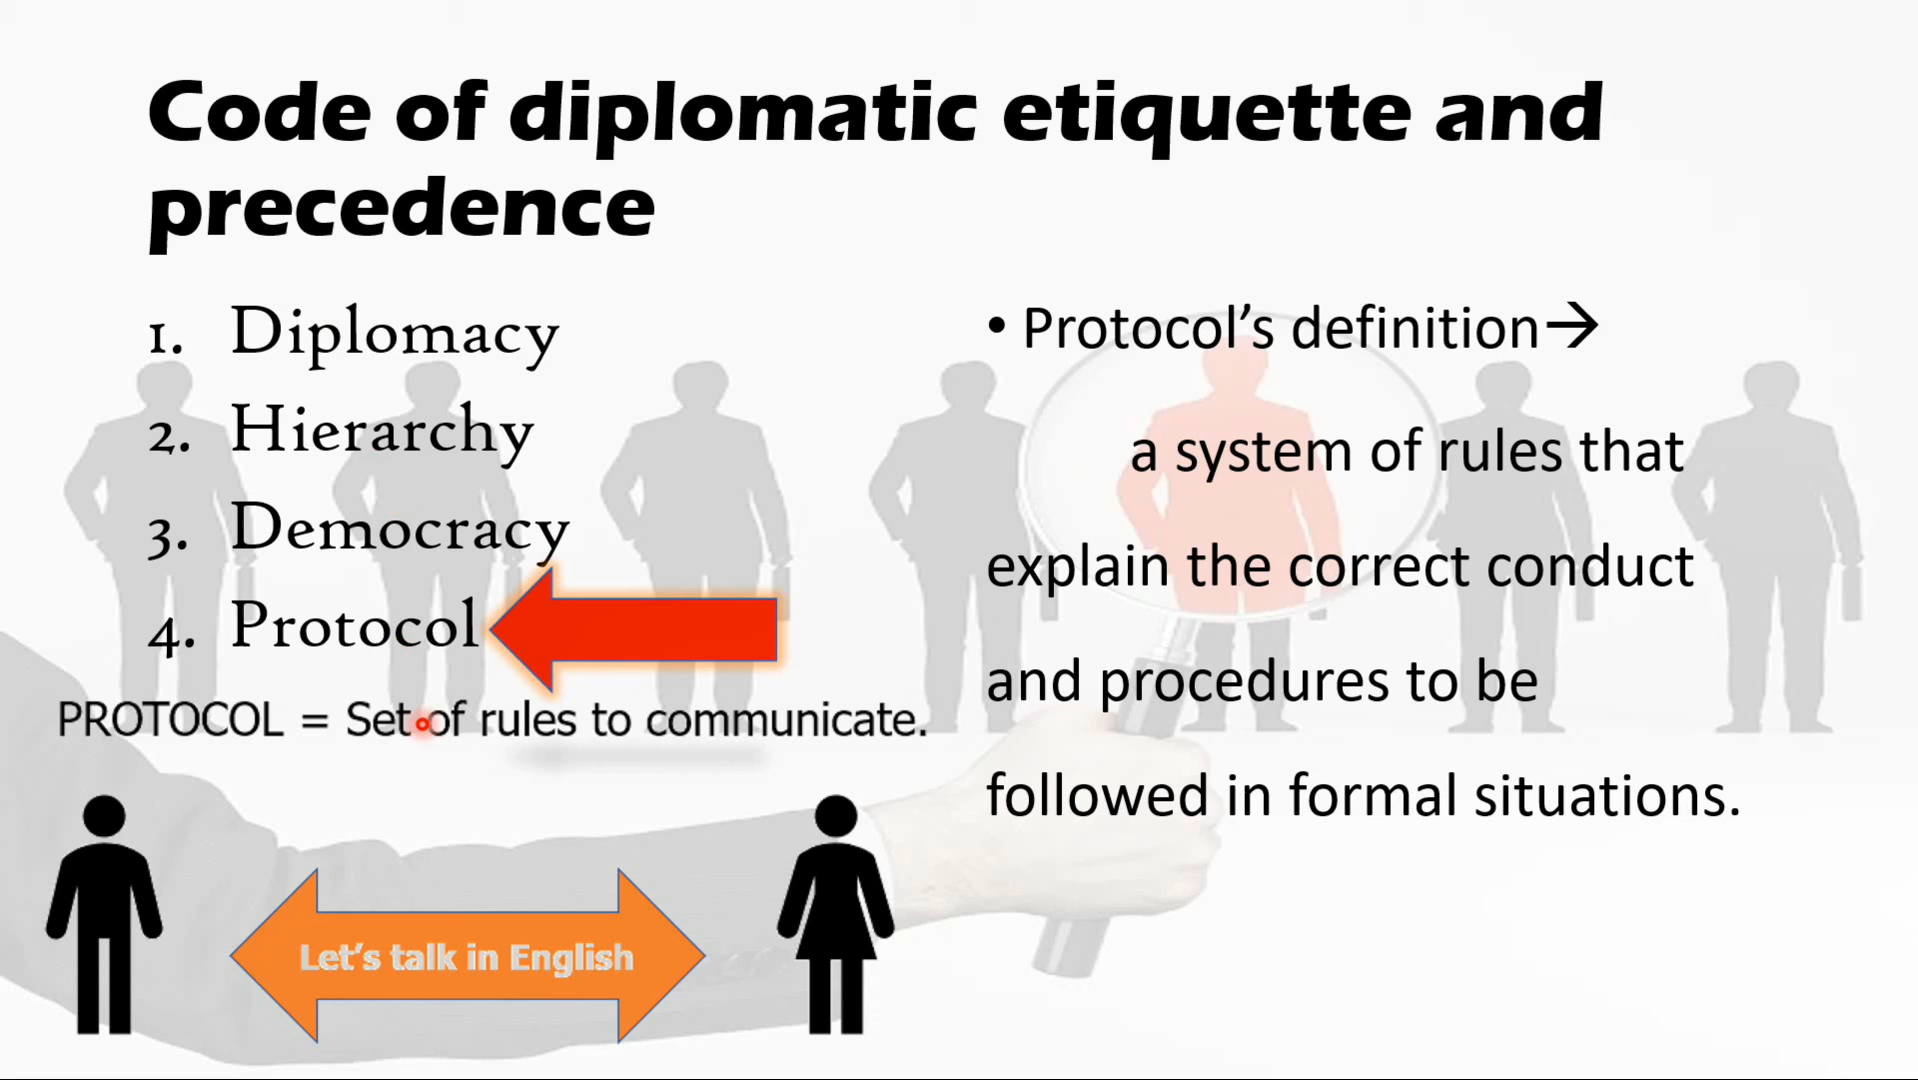 Code of diplomatic etiquette and
precedence
1. Diplomacy
2. Hierarchy
3. Democracy
4. Protocol
PROTOCOL = Set of rules to communicate.
Let's talk in English
• Protocol’s definition→
a system of rules that
explain the correct conduct
and procedures to be
followed in formal situations.